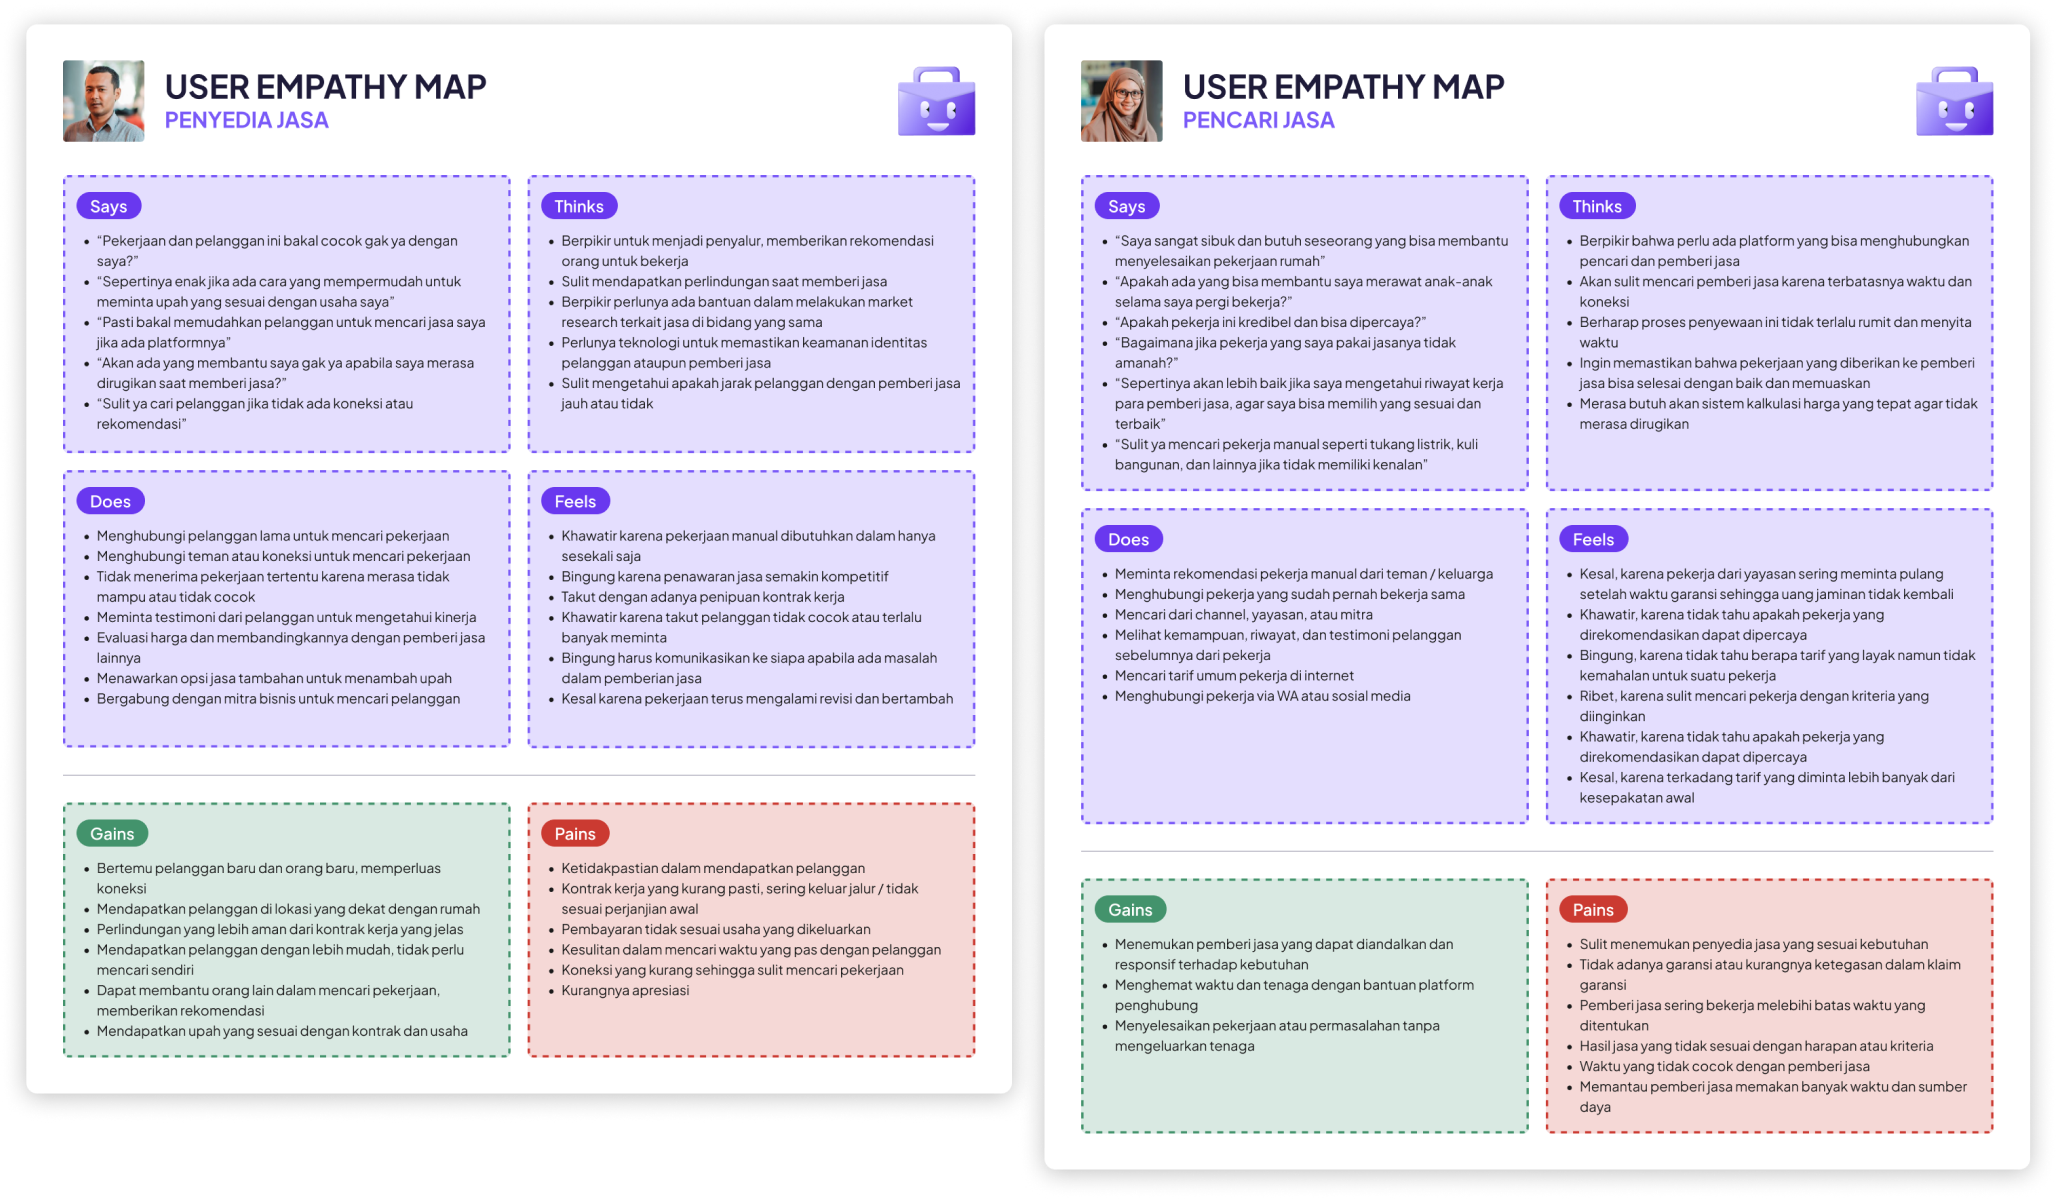 USER EMPATHY MAP
PENYEDIA JASA
Says
• “Pekerjaan dan pelanggan ini bakal cocok gak ya dengan
saya?”
• “Sepertinya enak jika ada cara yang mempermudah untuk
meminta upah yang sesuai dengan usaha saya”
• “Pasti bakal memudahkan pelanggan untuk mencari jasa saya
jika ada platformnya”
• “Akan ada yang membantu saya gak ya apabila saya merasa
dirugikan saat memberi jasa?”
• “Sulit ya cari pelanggan jika tidak ada koneksi atau
rekomendasi”
Thinks
• Berpikir untuk menjadi penyalur, memberikan rekomendasi
orang untuk bekerja
• Sulit mendapatkan perlindungan saat memberi jasa
• Berpikir perlunya ada bantuan dalam melakukan market
research terkait jasa di bidang yang sama
• Perlunya teknologi untuk memastikan keamanan identitas
pelanggan ataupun pemberi jasa
• Sulit mengetahui apakah jarak pelanggan dengan pemberi jasa
jauh atau tidak
Does
• Menghubungi pelanggan lama untuk mencari pekerjaan
• Menghubungi teman atau koneksi untuk mencari pekerjaan
• Tidak menerima pekerjaan tertentu karena merasa tidak
mampu atau tidak cocok
• Meminta testimoni dari pelanggan untuk mengetahui kinerja
• Evaluasi harga dan membandingkannya dengan pemberi jasa
lainnya
• Menawarkan opsi jasa tambahan untuk menambah upah
• Bergabung dengan mitra bisnis untuk mencari pelanggan
Feels
• Khawatir karena pekerjaan manual dibutuhkan dalam hanya
sesekali saja
• Bingung karena penawaran jasa semakin kompetitif
• Takut dengan adanya penipuan kontrak kerja
• Khawatir karena takut pelanggan tidak cocok atau terlalu
banyak meminta
• Bingung harus komunikasikan ke siapa apabila ada masalah
dalam pemberian jasa
• Kesal karena pekerjaan terus mengalami revisi dan bertambah
Gains
• Bertemu pelanggan baru dan orang baru, memperluas
koneksi
• Mendapatkan pelanggan di lokasi yang dekat dengan rumah
• Perlindungan yang lebih aman dari kontrak kerja yang jelas
• Mendapatkan pelanggan dengan lebih mudah, tidak perlu
mencari sendiri
• Dapat membantu orang lain dalam mencari pekerjaan,
memberikan rekomendasi
• Mendapatkan upah yang sesuai dengan kontrak dan usaha
Pains
• Ketidakpastian dalam mendapatkan pelanggan
• Kontrak kerja yang kurang pasti, sering keluar jalur / tidak
sesuai perjanjian awal
• Pembayaran tidak sesuai usaha yang dikeluarkan
• Kesulitan dalam mencari waktu yang pas dengan pelanggan
• Koneksi yang kurang sehingga sulit mencari pekerjaan
• Kurangnya apresiasi
USER EMPATHY MAP
PENCARI JASA
Says
• “Saya sangat sibuk dan butuh seseorang yang bisa membantu
menyelesaikan pekerjaan rumah”
• “Apakah ada yang bisa membantu saya merawat anak-anak
selama saya pergi bekerja?”
• “Apakah pekerja ini kredibel dan bisa dipercaya?”
• “Bagaimana jika pekerja yang saya pakai jasanya tidak
amanah?”
• “Sepertinya akan lebih baik jika saya mengetahui riwayat kerja
para pemberi jasa, agar saya bisa memilih yang sesuai dan
terbaik”
• “Sulit ya mencari pekerja manual seperti tukang listrik, kuli
bangunan, dan lainnya jika tidak memiliki kenalan”
Thinks
• Berpikir bahwa perlu ada platform yang bisa menghubungkan
pencari dan pemberi jasa
• Akan sulit mencari pemberi jasa karena terbatasnya waktu dan
koneksi
• Berharap proses penyewaan ini tidak terlalu rumit dan menyita
waktu
• Ingin memastikan bahwa pekerjaan yang diberikan ke pemberi
jasa bisa selesai dengan baik dan memuaskan
• Merasa butuh akan sistem kalkulasi harga yang tepat agar tidak
merasa dirugikan
Does
• Meminta rekomendasi pekerja manual dari teman / keluarga
• Menghubungi pekerja yang sudah pernah bekerja sama
• Mencari dari channel, yayasan, atau mitra
• Melihat kemampuan, riwayat, dan testimoni pelanggan
sebelumnya dari pekerja
• Mencari tarif umum pekerja di internet
• Menghubungi pekerja via WA atau sosial media
Feels
• Kesal, karena pekerja dari yayasan sering meminta pulang
setelah waktu garansi sehingga uang jaminan tidak kembali
• Khawatir, karena tidak tahu apakah pekerja yang
direkomendasikan dapat dipercaya
• Bingung, karena tidak tahu berapa tarif yang layak namun tidak
kemahalan untuk suatu pekerja
• Ribet, karena sulit mencari pekerja dengan kriteria yang
diinginkan
• Khawatir, karena tidak tahu apakah pekerja yang
direkomendasikan dapat dipercaya
• Kesal, karena terkadang tarif yang diminta lebih banyak dari
kesepakatan awal
Gains
• Menemukan pemberi jasa yang dapat diandalkan dan
responsif terhadap kebutuhan
• Menghemat waktu dan tenaga dengan bantuan platform
penghubung
• Menyelesaikan pekerjaan atau permasalahan tanpa
mengeluarkan tenaga
Pains
• Sulit menemukan penyedia jasa yang sesuai kebutuhan
• Tidak adanya garansi atau kurangnya ketegasan dalam klaim
garansi
• Pemberi jasa sering bekerja melebihi batas waktu yang
ditentukan
• Hasil jasa yang tidak sesuai dengan harapan atau kriteria
• Waktu yang tidak cocok dengan pemberi jasa
• Memantau pemberi jasa memakan banyak waktu dan sumber
daya